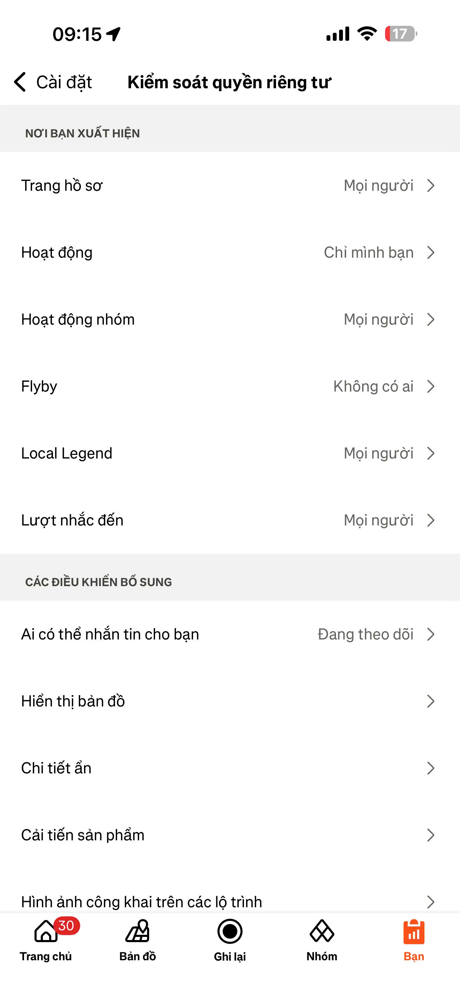 09:15
17
Cài đặt
Kiểm soát quyền riêng tư
NƠI BẠN XUẤT HIỆN
Trang hồ sơ
Mọi người
Hoạt động
Chỉ mình bạn
Hoạt động nhóm
Mọi người
Flyby
Không có ai
Local Legend
Mọi người
Lượt nhắc đến
Mọi người
CÁC ĐIỀU KHIỂN BỔ SUNG
Ai có thể nhắn tin cho bạn
Đang theo dõi
Hiển thị bản đồ
Chi tiết ẩn
Cải tiến sản phẩm
Hình ảnh công khai trên các lộ trình
30
Trang chủ
Bản đồ
Ghi lại
Nhóm
Bạn